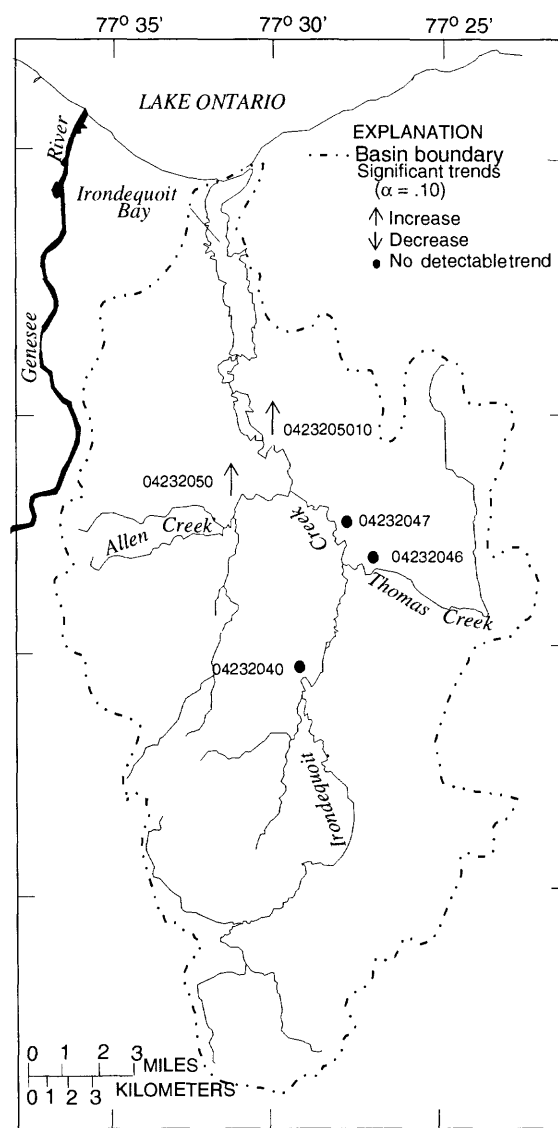 77° 35' 77° 30' 77° 25'
LAKE ONTARIO
River
Irondequoit
Bay
Genesee
EXPLANATION
Basin boundary
Significant trends
(α = .10)
Increase
Decrease
No detectable trend
0423205010
04232050
Allen Creek
Creek
04232047
04232046
Thomas Creek
04232040
Irondequoit
0 1 2 3 MILES
0 1 2 3 KILOMETERS